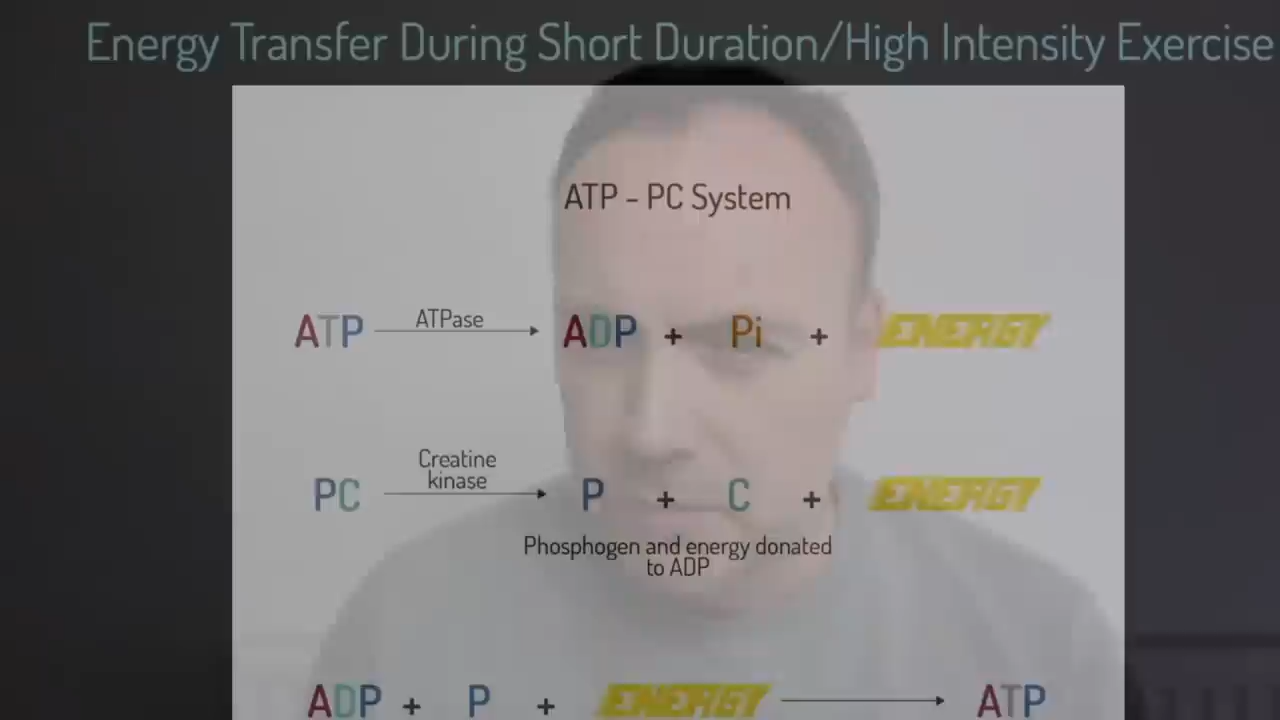 Energy Transfer During Short Duration/High Intensity Exercise
ATP - PC System
ATP ATPase ADP + Pi + ENERGY
PC Creatine kinase P + C + ENERGY
Phosphogen and energy donated
to ADP
ADP + P + ENERGY ATP